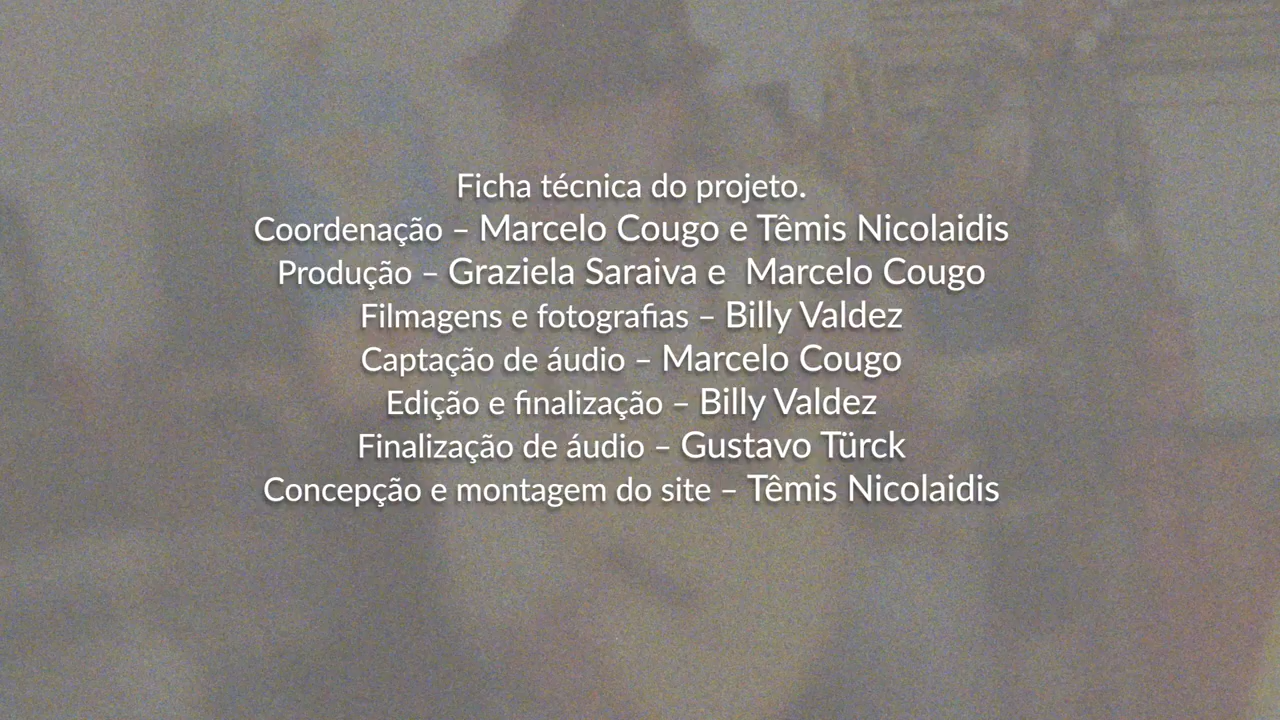 Ficha técnica do projeto.
Coordenação – Marcelo Cougo e Têmis Nicolaidis
Produção – Graziela Saraiva e  Marcelo Cougo
Filmagens e fotografias – Billy Valdez
Captação de áudio – Marcelo Cougo
Edição e finalização – Billy Valdez
Finalização de áudio – Gustavo Türck
Concepção e montagem do site – Têmis Nicolaidis